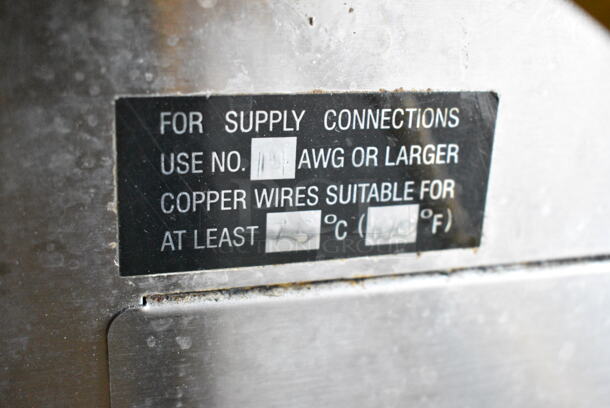 FOR SUPPLY CONNECTIONS
USE NO. AWG OR LARGER
COPPER WIRES SUITABLE FOR
AT LEAST °C ( °F)